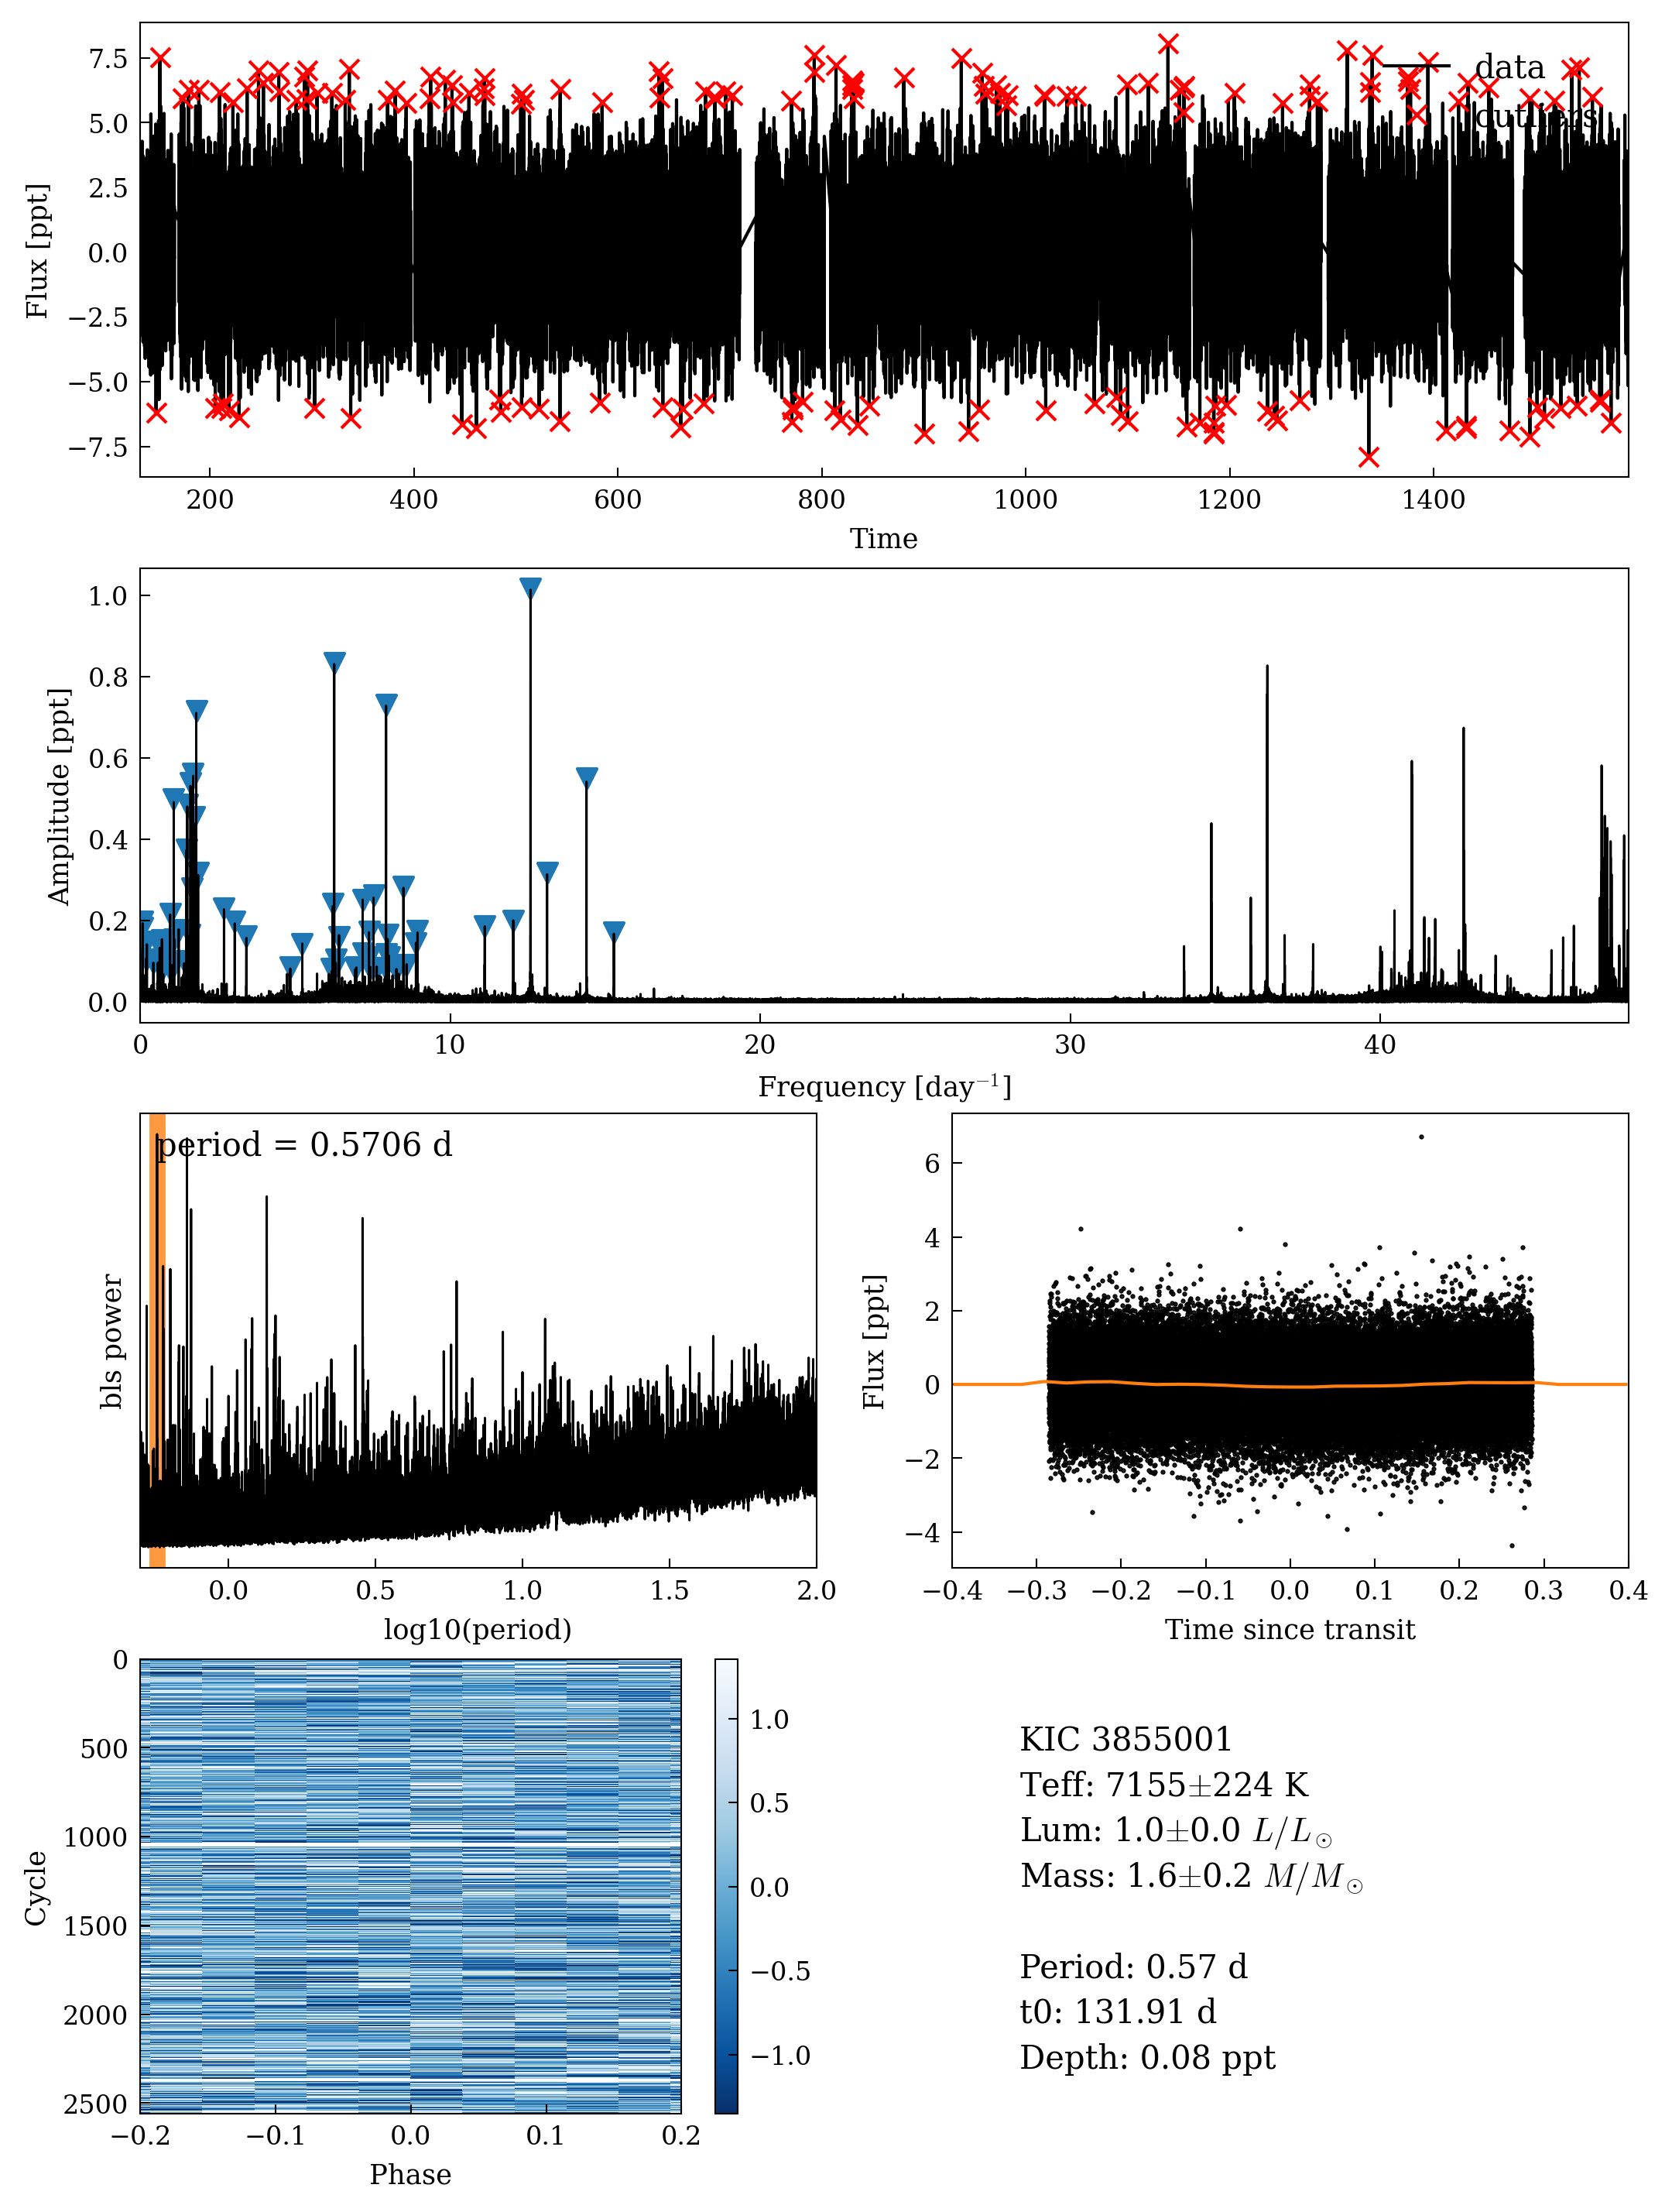 7.5
5.0
2.5
0.0
−2.5
−5.0
−7.5
Flux [ppt]
data
outliers
200 400 600 800 1000 1200 1400
Time
1.0
0.8
0.6
0.4
0.2
0.0
Amplitude [ppt]
0 10 20 30 40
Frequency [day⁻¹]
period = 0.5706 d
bls power
0.0 0.5 1.0 1.5 2.0
log10(period)
6
4
2
0
−2
−4
Flux [ppt]
−0.4 −0.3 −0.2 −0.1 0.0 0.1 0.2 0.3 0.4
Time since transit
0
500
1000
1500
2000
2500
Cycle
−0.2 −0.1 0.0 0.1 0.2
Phase
1.0
0.5
0.0
−0.5
−1.0
KIC 3855001
Teff: 7155±224 K
Lum: 1.0±0.0 L/L☉
Mass: 1.6±0.2 M/M☉
Period: 0.57 d
t0: 131.91 d
Depth: 0.08 ppt